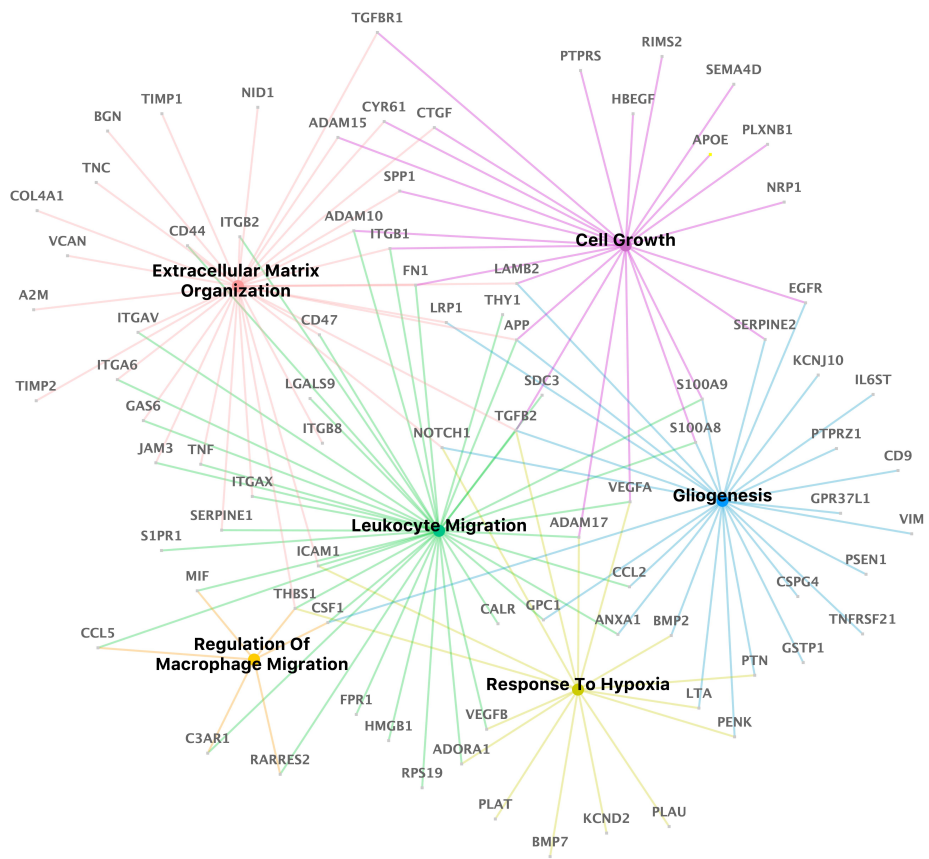 TGFBR1
RIMS2
PTPRS
SEMA4D
NID1
TIMP1
HBEGF
CYR61
CTGF
BGN
ADAM15
PLXNB1
APOE
TNC
SPP1
NRP1
COL4A1
ADAM10
ITGB2
CD44
ITGB1
VCAN
Cell Growth
Extracellular Matrix
Organization
FN1
LAMB2
EGFR
A2M
THY1
LRP1
ITGAV
CD47
APP
SERPINE2
KCNJ10
ITGA6
TIMP2
LGALS9
SDC3
S100A9
IL6ST
GAS6
TGFB2
ITGB8
NOTCH1
S100A8
PTPRZ1
JAM3
TNF
CD9
ITGAX
VEGFA
Gliogenesis
GPR37L1
SERPINE1
Leukocyte Migration
ADAM17
VIM
S1PR1
ICAM1
PSEN1
MIF
CCL2
CSPG4
THBS1
CSF1
CALR
GPC1
ANXA1
BMP2
TNFRSF21
CCL5
Regulation Of
Macrophage Migration
GSTP1
PTN
Response To Hypoxia
FPR1
LTA
VEGFB
HMGB1
PENK
C3AR1
ADORA1
RARRES2
RPS19
PLAT
KCND2
PLAU
BMP7